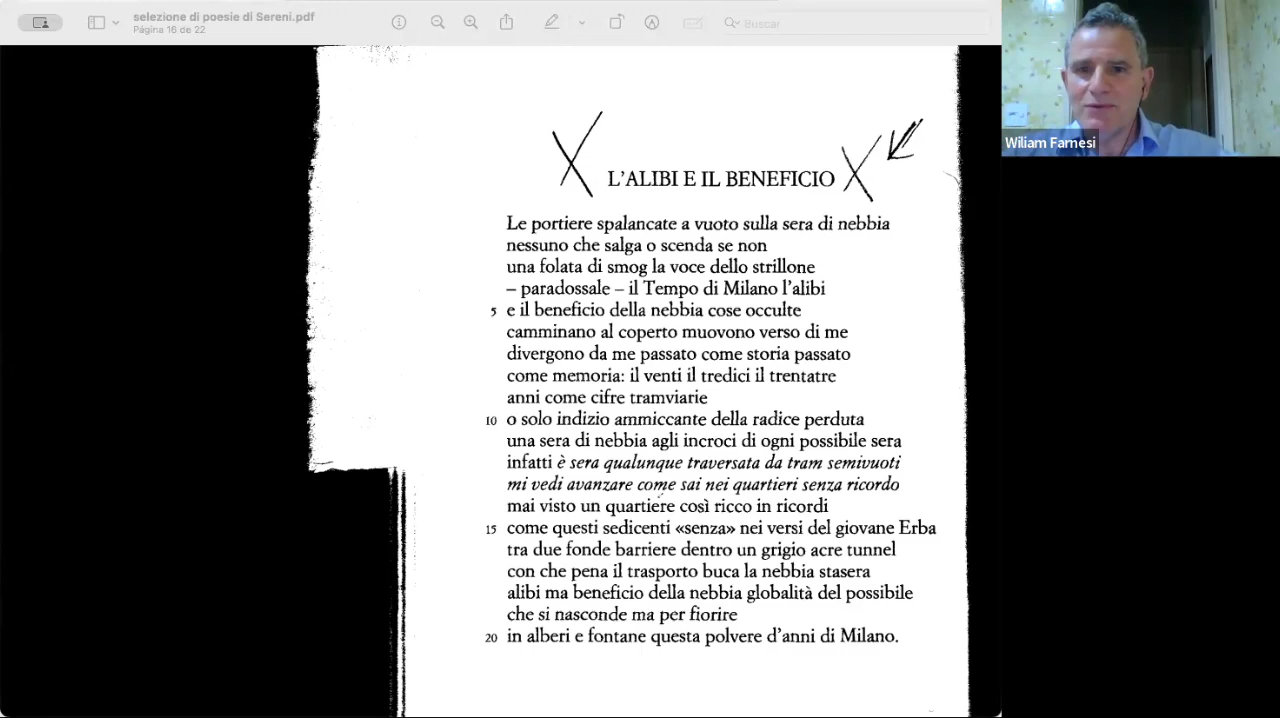 selezione di poesie di Sereni.pdf
Página 16 de 22
Buscar
Wiliam Farnesi
L'ALIBI E IL BENEFICIO
Le portiere spalancate a vuoto sulla sera di nebbia
nessuno che salga o scenda se non
una folata di smog la voce dello strillone
– paradossale – il Tempo di Milano l'alibi
5 e il beneficio della nebbia cose occulte
camminano al coperto muovono verso di me
divergono da me passato come storia passato
come memoria: il venti il tredici il trentatre
anni come cifre tramviarie
10 o solo indizio ammiccante della radice perduta
una sera di nebbia agli incroci di ogni possibile sera
infatti è sera qualunque traversata da tram semivuoti
mi vedi avanzare come sai nei quartieri senza ricordo
mai visto un quartiere così ricco in ricordi
15 come questi sedicenti «senza» nei versi del giovane Erba
tra due fonde barriere dentro un grigio acre tunnel
con che pena il trasporto buca la nebbia stasera
alibi ma beneficio della nebbia globalità del possibile
che si nasconde ma per fiorire
20 in alberi e fontane questa polvere d'anni di Milano.